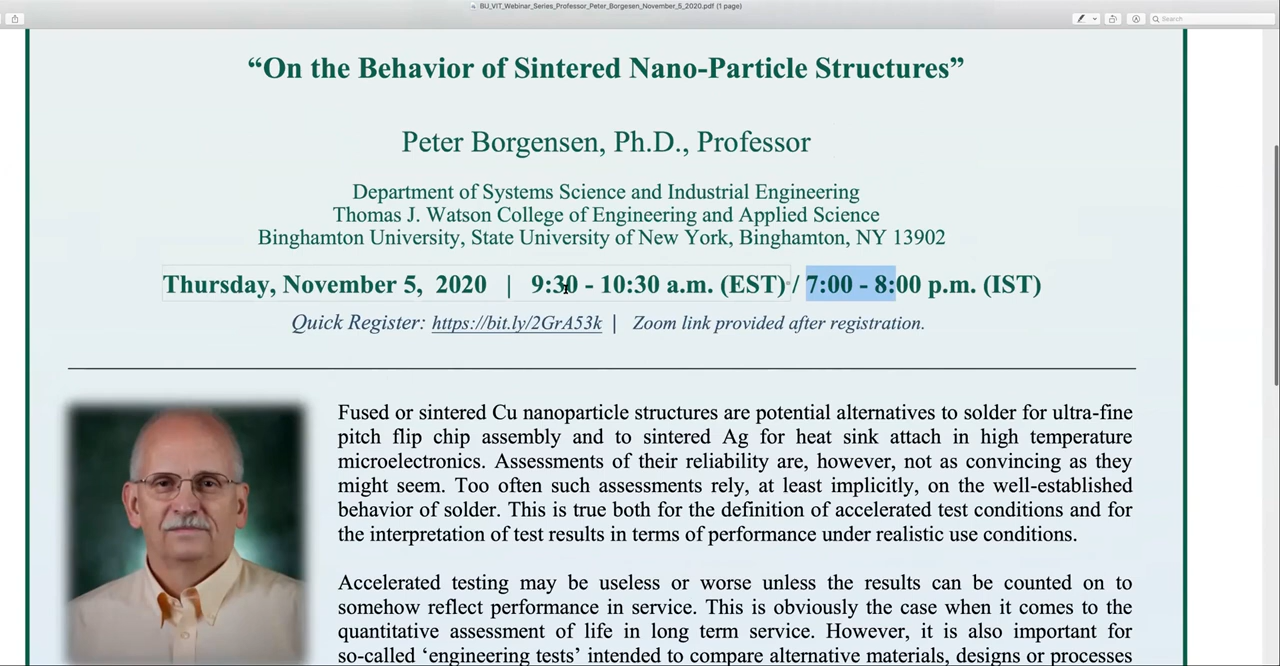 BU_VIT_Webinar_Series_Professor_Peter_Borgesen_November_5_2020.pdf (1 page)
Search
“On the Behavior of Sintered Nano-Particle Structures”
Peter Borgensen, Ph.D., Professor
Department of Systems Science and Industrial Engineering
Thomas J. Watson College of Engineering and Applied Science
Binghamton University, State University of New York, Binghamton, NY 13902
Thursday, November 5, 2020 | 9:30 - 10:30 a.m. (EST) / 7:00 - 8:00 p.m. (IST)
Quick Register: https://bit.ly/2GrA53k | Zoom link provided after registration.
Fused or sintered Cu nanoparticle structures are potential alternatives to solder for ultra-fine
pitch flip chip assembly and to sintered Ag for heat sink attach in high temperature
microelectronics. Assessments of their reliability are, however, not as convincing as they
might seem. Too often such assessments rely, at least implicitly, on the well-established
behavior of solder. This is true both for the definition of accelerated test conditions and for
the interpretation of test results in terms of performance under realistic use conditions.
Accelerated testing may be useless or worse unless the results can be counted on to
somehow reflect performance in service. This is obviously the case when it comes to the
quantitative assessment of life in long term service. However, it is also important for
so-called ‘engineering tests’ intended to compare alternative materials, designs or processes